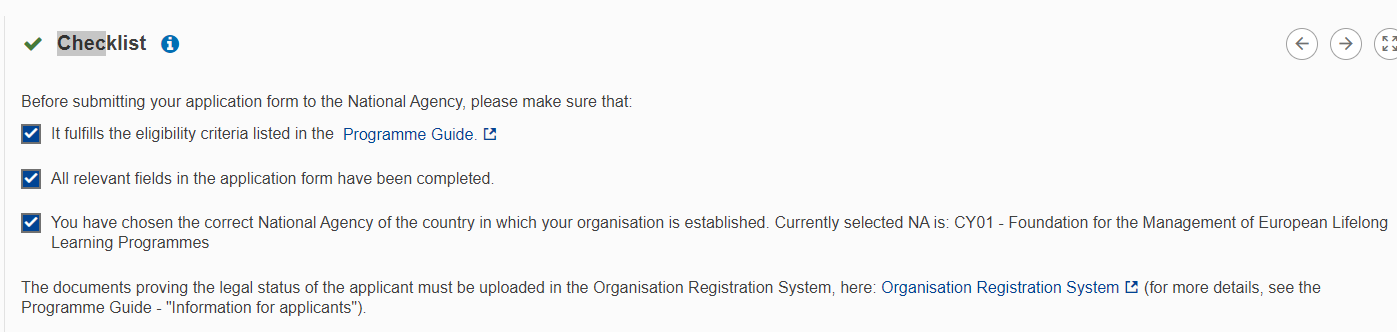 Checklist
Before submitting your application form to the National Agency, please make sure that:
It fulfills the eligibility criteria listed in the Programme Guide.
All relevant fields in the application form have been completed.
You have chosen the correct National Agency of the country in which your organisation is established. Currently selected NA is: CY01 - Foundation for the Management of European Lifelong
Learning Programmes
The documents proving the legal status of the applicant must be uploaded in the Organisation Registration System, here: Organisation Registration System (for more details, see the
Programme Guide - "Information for applicants").